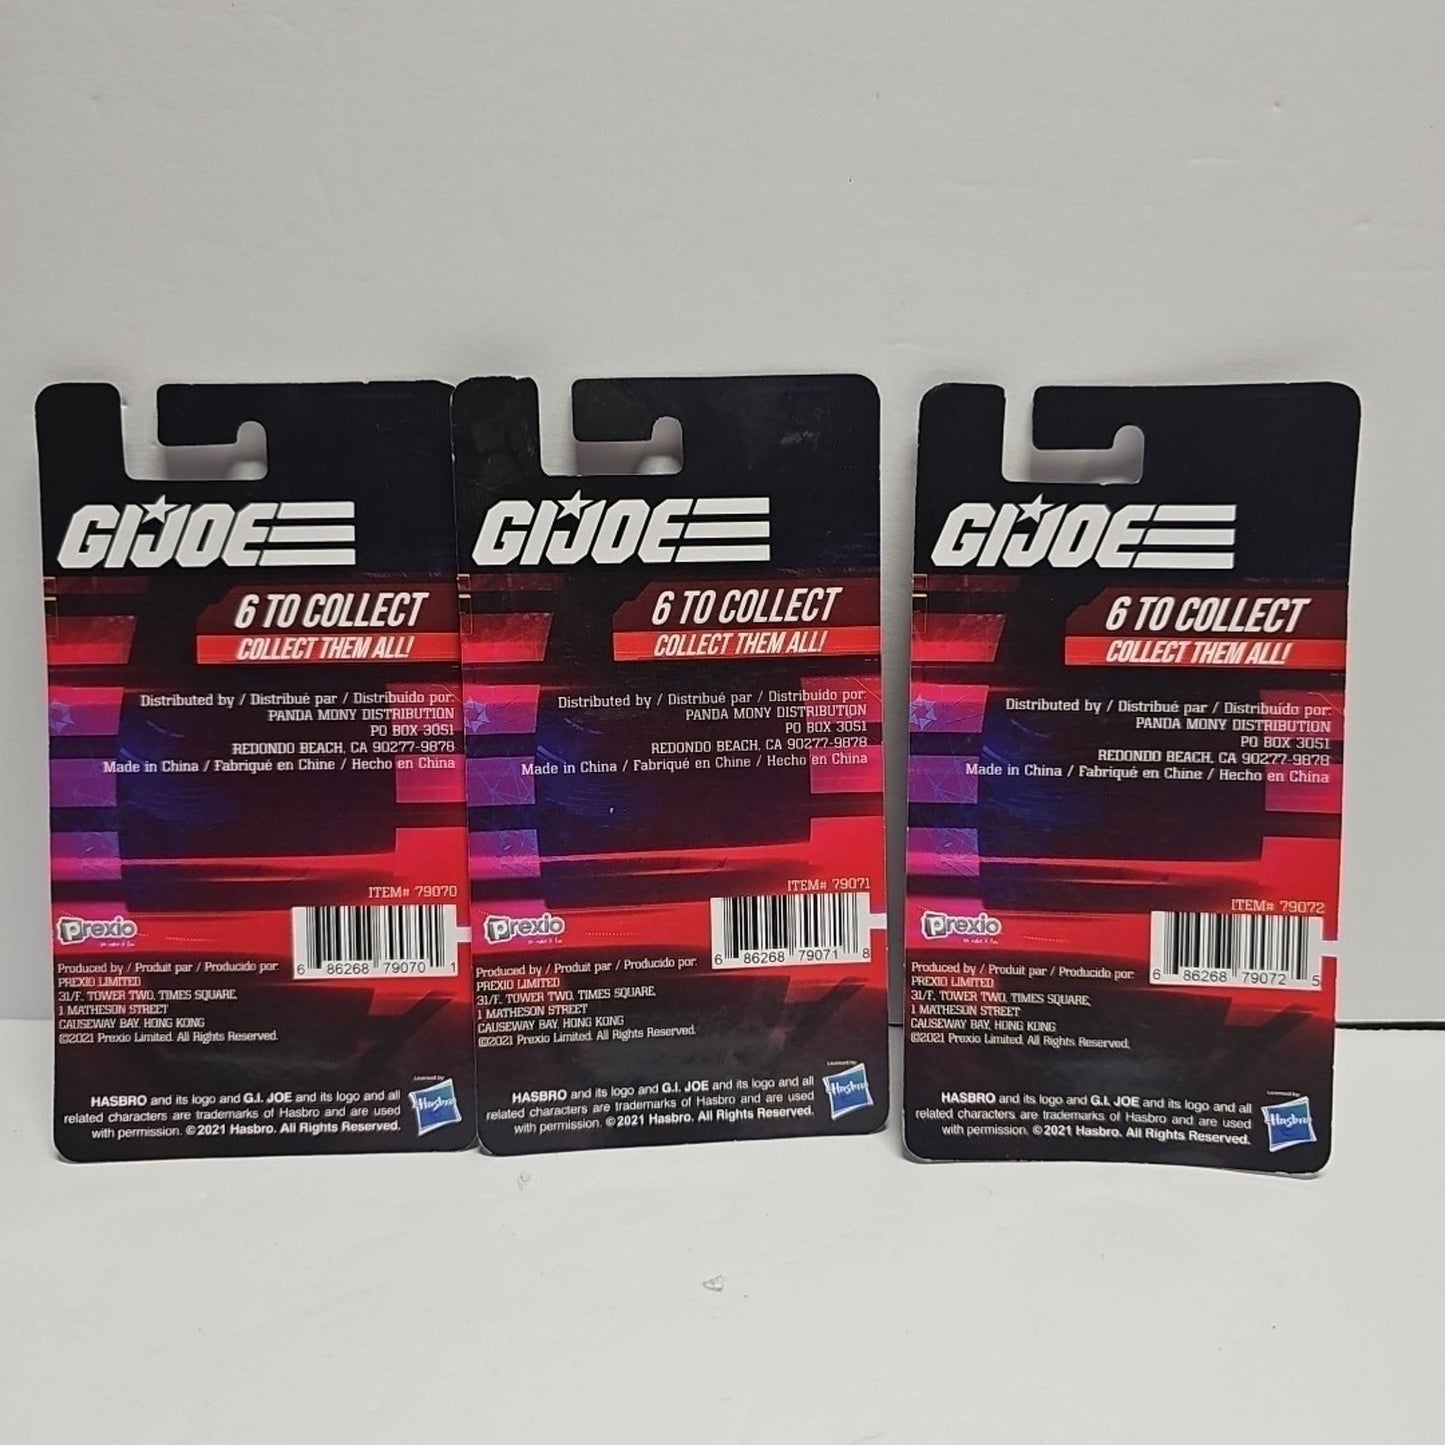 GIJOE
6 TO COLLECT
COLLECT THEM ALL!
Distributed by / Distribué par / Distribuido por:
PANDA MONY DISTRIBUTION
PO BOX 3051
REDONDO BEACH, CA 90277-9878
Made in China / Fabriqué en Chine / Hecho en China
ITEM# 79070
prexio
6 86268 79070 1
Produced by / Produit par / Producido por:
PREXIO LIMITED
31/F. TOWER TWO, TIMES SQUARE,
1 MATHESON STREET
CAUSEWAY BAY, HONG KONG
©2021 Prexio Limited. All Rights Reserved.
Licensed by:
Hasbro
HASBRO and its logo and G.I. JOE and its logo and all
related characters are trademarks of Hasbro and are used
with permission. © 2021 Hasbro. All Rights Reserved.
GIJOE
6 TO COLLECT
COLLECT THEM ALL!
Distributed by / Distribué par / Distribuido por:
PANDA MONY DISTRIBUTION
PO BOX 3051
REDONDO BEACH, CA 90277-9878
Made in China / Fabriqué en Chine / Hecho en China
ITEM# 79071
prexio
6 86268 79071 8
Produced by / Produit par / Producido por:
PREXIO LIMITED
31/F. TOWER TWO, TIMES SQUARE,
1 MATHESON STREET
CAUSEWAY BAY, HONG KONG
©2021 Prexio Limited. All Rights Reserved.
Licensed by:
Hasbro
HASBRO and its logo and G.I. JOE and its logo and all
related characters are trademarks of Hasbro and are used
with permission. © 2021 Hasbro. All Rights Reserved.
GIJOE
6 TO COLLECT
COLLECT THEM ALL!
Distributed by / Distribué par / Distribuido por:
PANDA MONY DISTRIBUTION
PO BOX 3051
REDONDO BEACH, CA 90277-9878
Made in China / Fabriqué en Chine / Hecho en China
ITEM# 79072
prexio
6 86268 79072 5
Produced by / Produit par / Producido por:
PREXIO LIMITED
31/F. TOWER TWO, TIMES SQUARE,
1 MATHESON STREET
CAUSEWAY BAY, HONG KONG
©2021 Prexio Limited. All Rights Reserved.
Licensed by:
Hasbro
HASBRO and its logo and G.I. JOE and its logo and all
related characters are trademarks of Hasbro and are used
with permission. © 2021 Hasbro. All Rights Reserved.